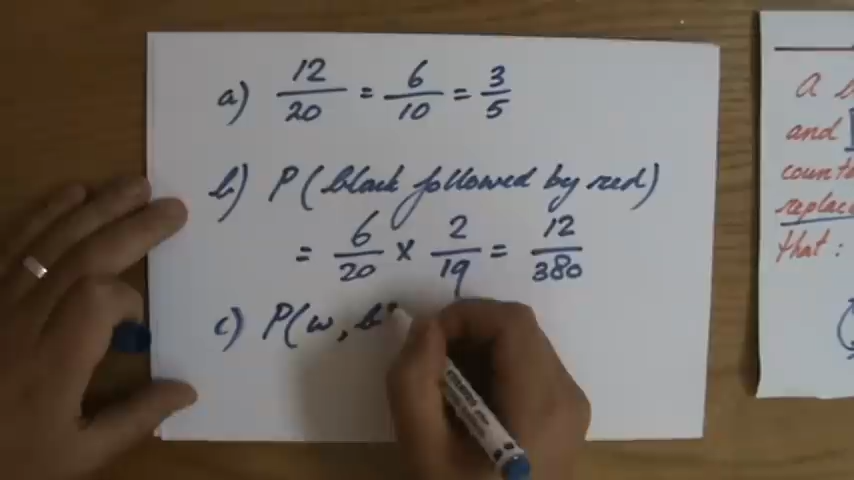 a) 12/20 = 6/10 = 3/5
b) P(black followed by red)
= 6/20 × 2/19 = 12/380
c) P(w, b
A b
and
count
replac
that: